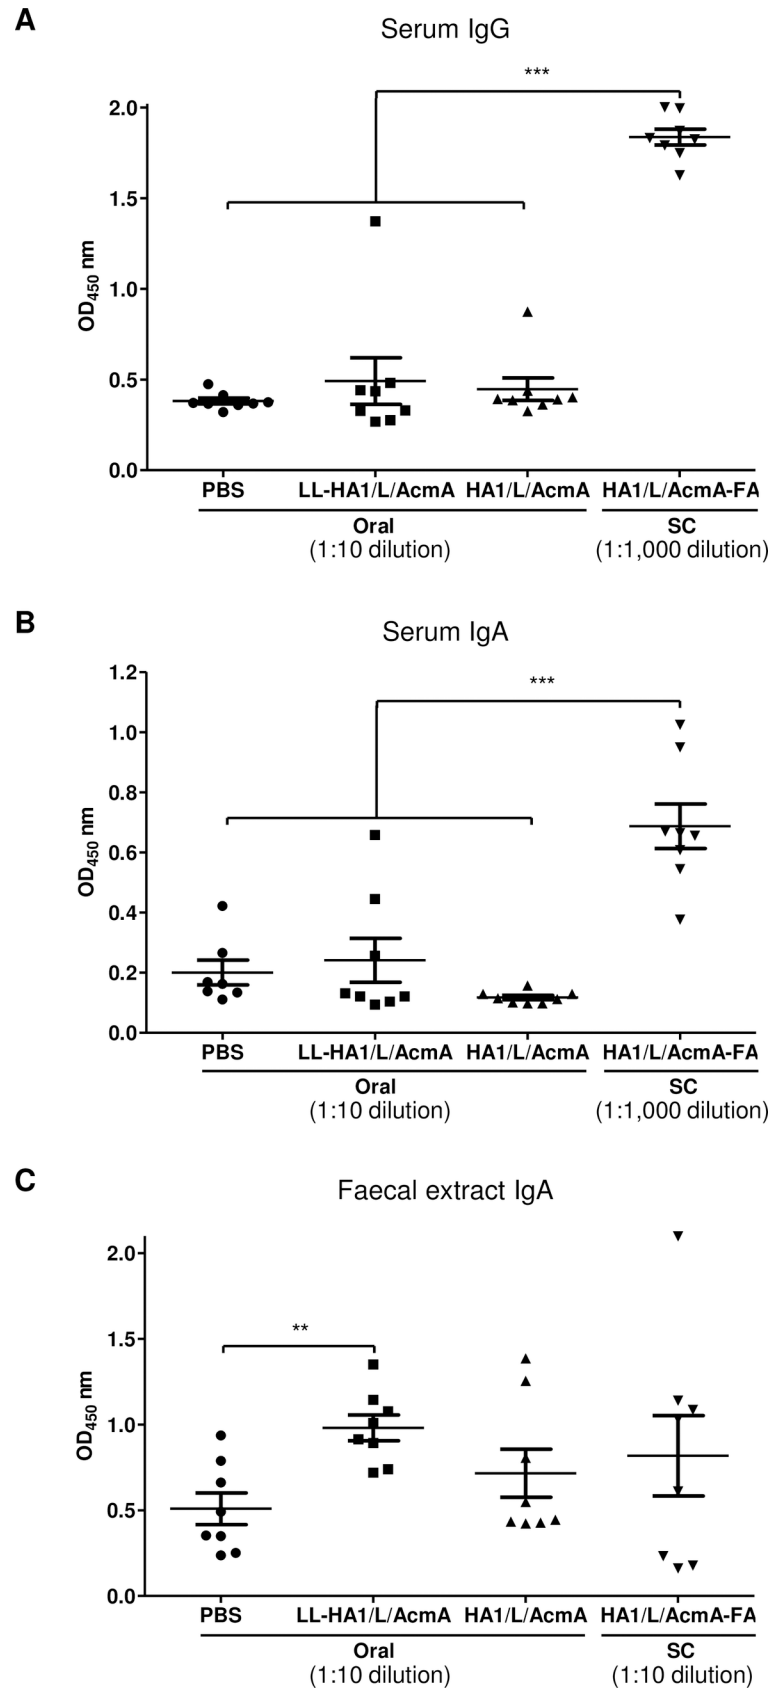 A
Serum IgG
***
2.0
1.5
1.0
0.5
0.0
OD450 nm
PBS LL-HA1/L/AcmA HA1/L/AcmA HA1/L/AcmA-FA
Oral SC
(1:10 dilution) (1:1,000 dilution)
B
Serum IgA
***
1.2
1.0
0.8
0.6
0.4
0.2
0.0
OD450 nm
PBS LL-HA1/L/AcmA HA1/L/AcmA HA1/L/AcmA-FA
Oral SC
(1:10 dilution) (1:1,000 dilution)
C
Faecal extract IgA
**
2.0
1.5
1.0
0.5
0.0
OD450 nm
PBS LL-HA1/L/AcmA HA1/L/AcmA HA1/L/AcmA-FA
Oral SC
(1:10 dilution) (1:10 dilution)